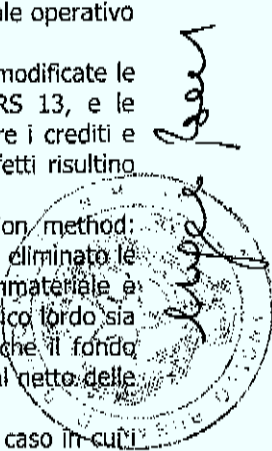 ale operativo
modificate le
RS 13, e le
re i crediti e
fetti risultino
on method:
eliminato le
mmateriale è
ico lordo sia
che il fondo
al netto delle
caso in cui i